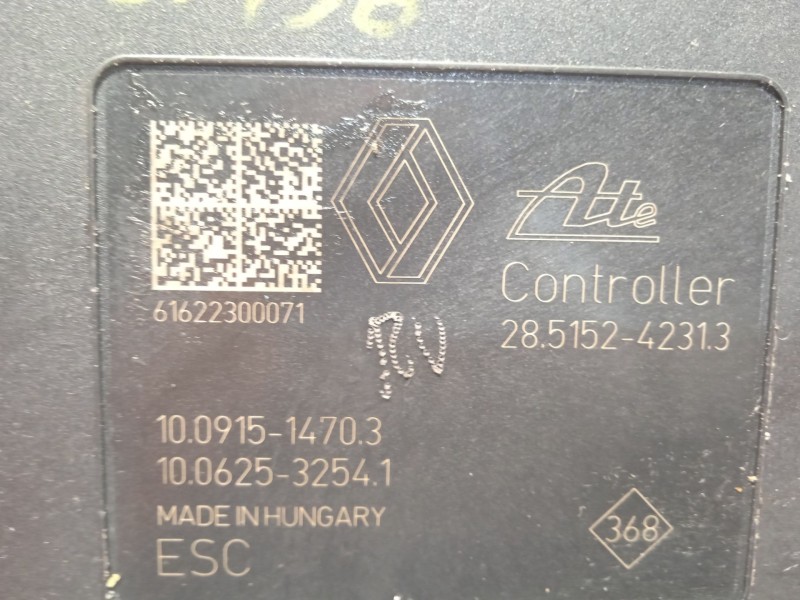 Ate
Controller
61622300071
28.5152-4231.3
10.0915-1470.3
10.0625-3254.1
MADE IN HUNGARY
368
ESC